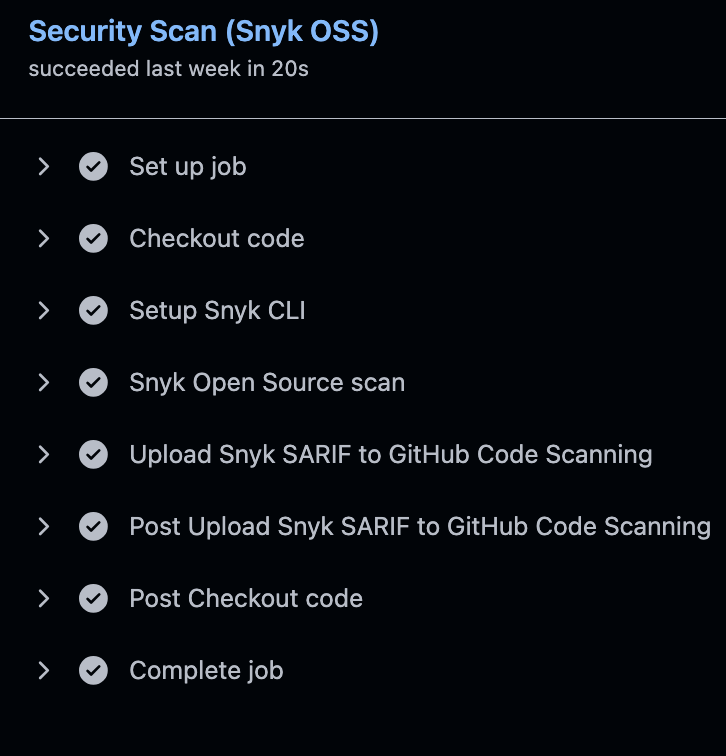 Security Scan (Snyk OSS)
succeeded last week in 20s
Set up job
Checkout code
Setup Snyk CLI
Snyk Open Source scan
Upload Snyk SARIF to GitHub Code Scanning
Post Upload Snyk SARIF to GitHub Code Scanning
Post Checkout code
Complete job